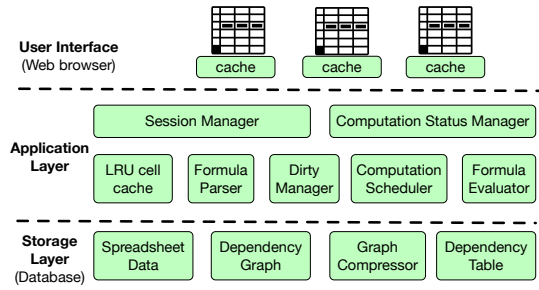 User Interface
(Web browser)
cache
cache
cache
Session Manager
Computation Status Manager
Application
Layer
LRU cell
cache
Formula
Parser
Dirty
Manager
Computation
Scheduler
Formula
Evaluator
Storage
Layer
(Database)
Spreadsheet
Data
Dependency
Graph
Graph
Compressor
Dependency
Table